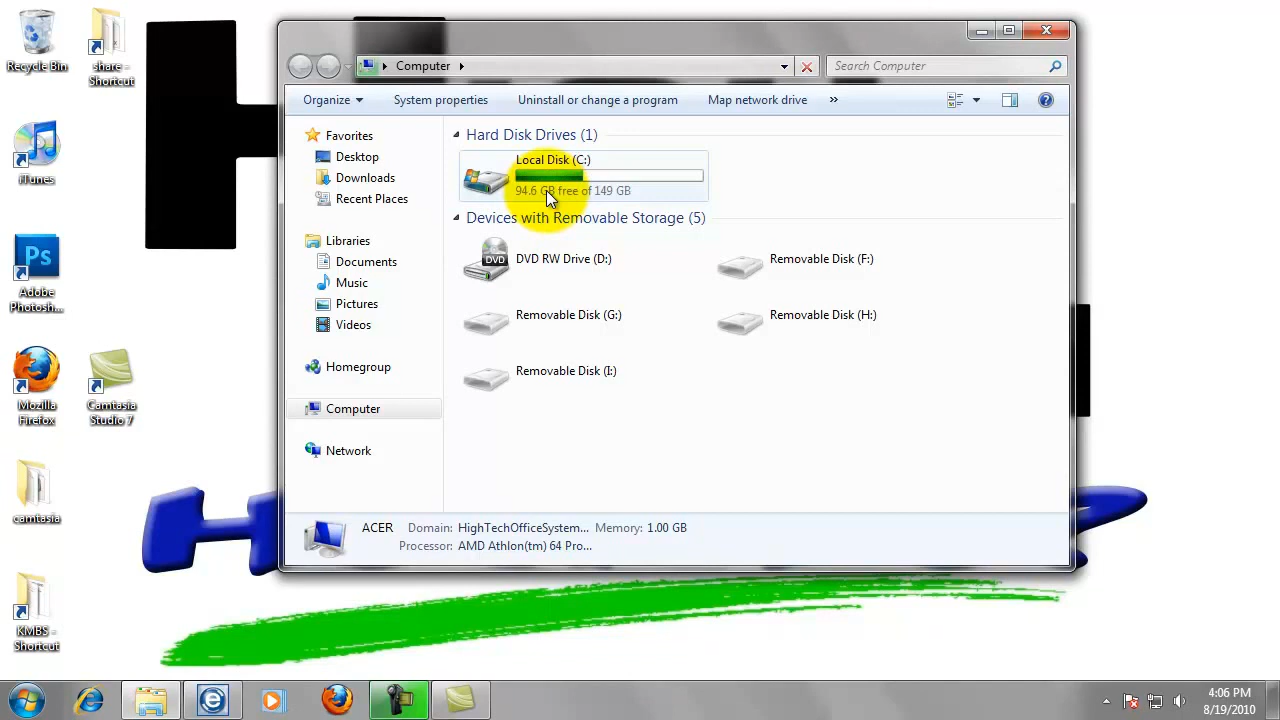 Recycle Bin
share -
Shortcut
iTunes
Ps
Adobe
Photosh...
Mozilla
Firefox
Camtasia
Studio 7
camtasia
KMBS -
Shortcut
Computer
Search Computer
Organize
System properties
Uninstall or change a program
Map network drive
»
Favorites
Desktop
Downloads
Recent Places
Libraries
Documents
Music
Pictures
Videos
Homegroup
Computer
Network
Hard Disk Drives (1)
Local Disk (C:)
94.6 GB free of 149 GB
Devices with Removable Storage (5)
DVD
DVD RW Drive (D:)
Removable Disk (F:)
Removable Disk (G:)
Removable Disk (H:)
Removable Disk (I:)
ACER Domain: HighTechOfficeSystem... Memory: 1.00 GB
Processor: AMD Athlon(tm) 64 Pro...
4:06 PM
8/19/2010